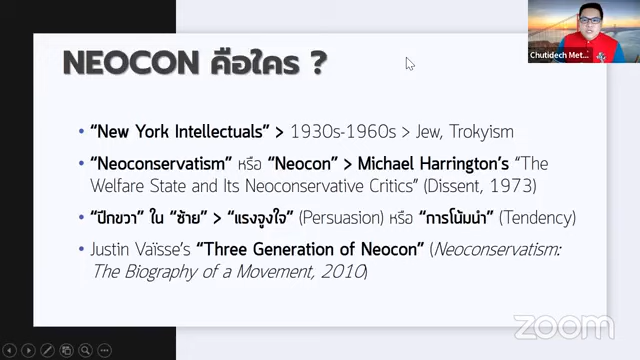 NEOCON คือใคร ?
Chutidech Met...
• “New York Intellectuals” > 1930s-1960s > Jew, Trokyism
• “Neoconservatism” หรือ “Neocon” > Michael Harrington’s “The
Welfare State and Its Neoconservative Critics” (Dissent, 1973)
• “ปีกขวา” ใน “ซ้าย” > “แรงจูงใจ” (Persuasion) หรือ “การโน้มนำ” (Tendency)
• Justin Vaïsse’s “Three Generation of Neocon” (Neoconservatism:
The Biography of a Movement, 2010)
zoom